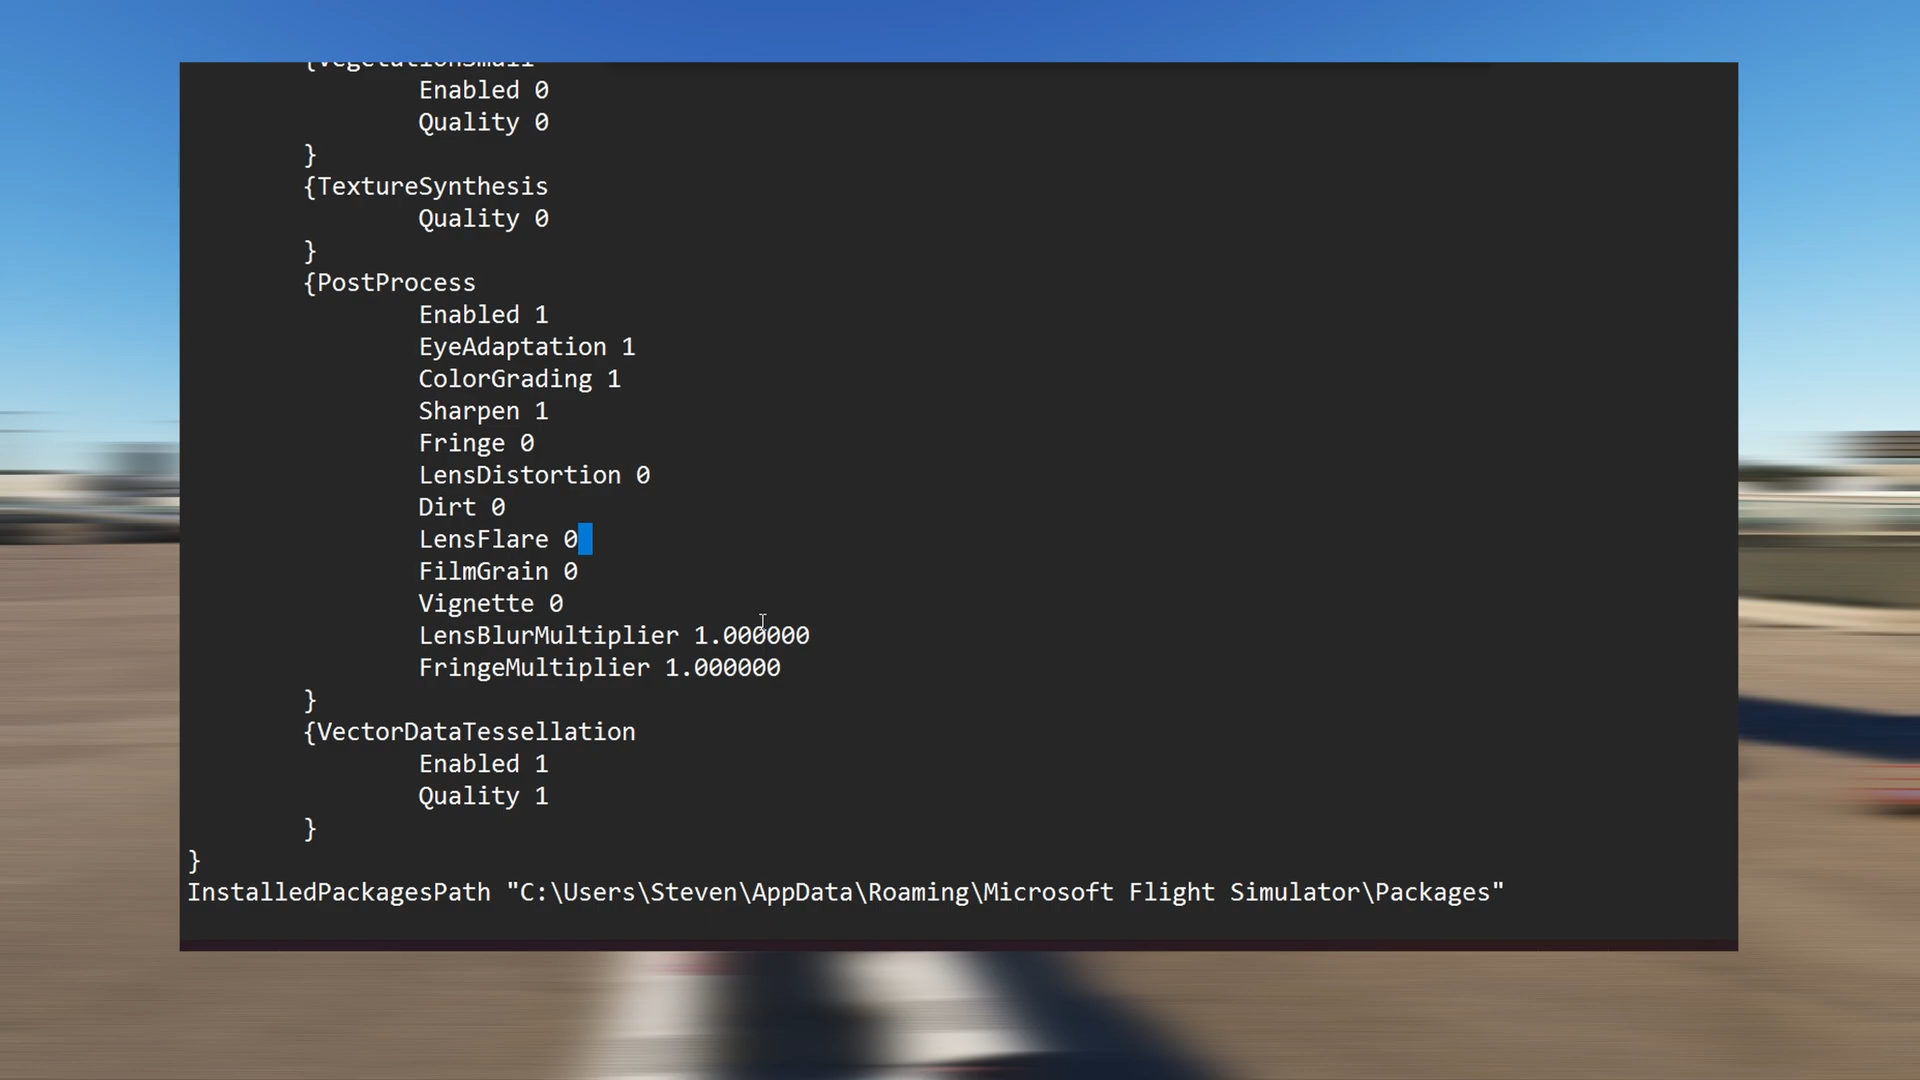 {VegetationSmall
Enabled 0
Quality 0
}
{TextureSynthesis
Quality 0
}
{PostProcess
Enabled 1
EyeAdaptation 1
ColorGrading 1
Sharpen 1
Fringe 0
LensDistortion 0
Dirt 0
LensFlare 0
FilmGrain 0
Vignette 0
LensBlurMultiplier 1.000000
FringeMultiplier 1.000000
}
{VectorDataTessellation
Enabled 1
Quality 1
}
}
InstalledPackagesPath "C:\Users\Steven\AppData\Roaming\Microsoft Flight Simulator\Packages"